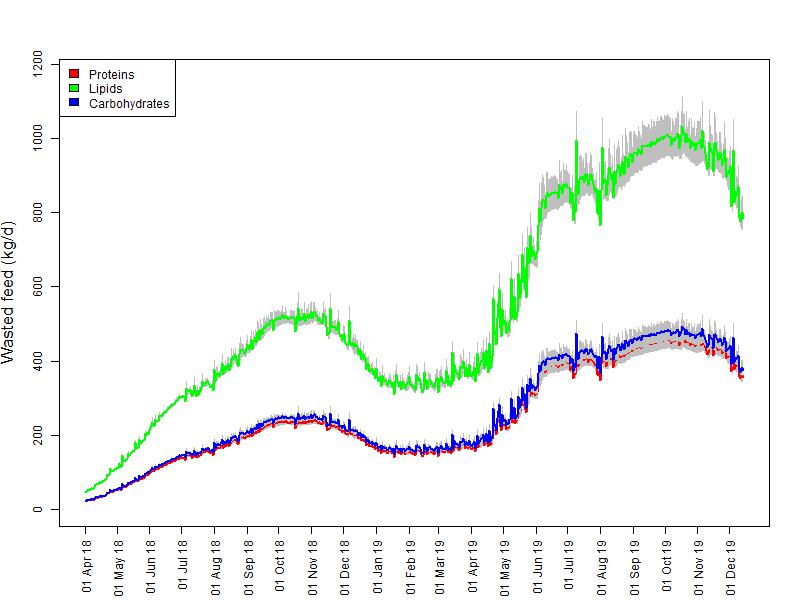 Wasted feed (kg/d)
1200
1000
800
600
400
200
0
Proteins
Lipids
Carbohydrates
01 Apr 18
01 May 18
01 Jun 18
01 Jul 18
01 Aug 18
01 Sep 18
01 Oct 18
01 Nov 18
01 Dec 18
01 Jan 19
01 Feb 19
01 Mar 19
01 Apr 19
01 May 19
01 Jun 19
01 Jul 19
01 Aug 19
01 Sep 19
01 Oct 19
01 Nov 19
01 Dec 19